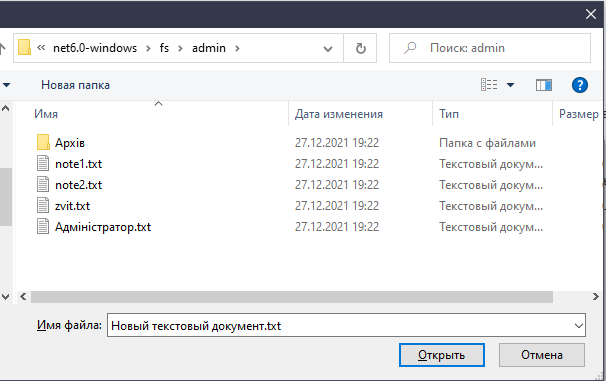 « net6.0-windows › fs › admin ›
Поиск: admin
Новая папка
?
Имя Дата изменения Тип Размер
Архів 27.12.2021 19:22 Папка с файлами
note1.txt 27.12.2021 19:22 Текстовый докум...
note2.txt 27.12.2021 19:22 Текстовый докум...
zvit.txt 27.12.2021 19:22 Текстовый докум...
Адміністратор.txt 27.12.2021 19:22 Текстовый докум...
Имя файла: Новый текстовый документ.txt
Открыть Отмена